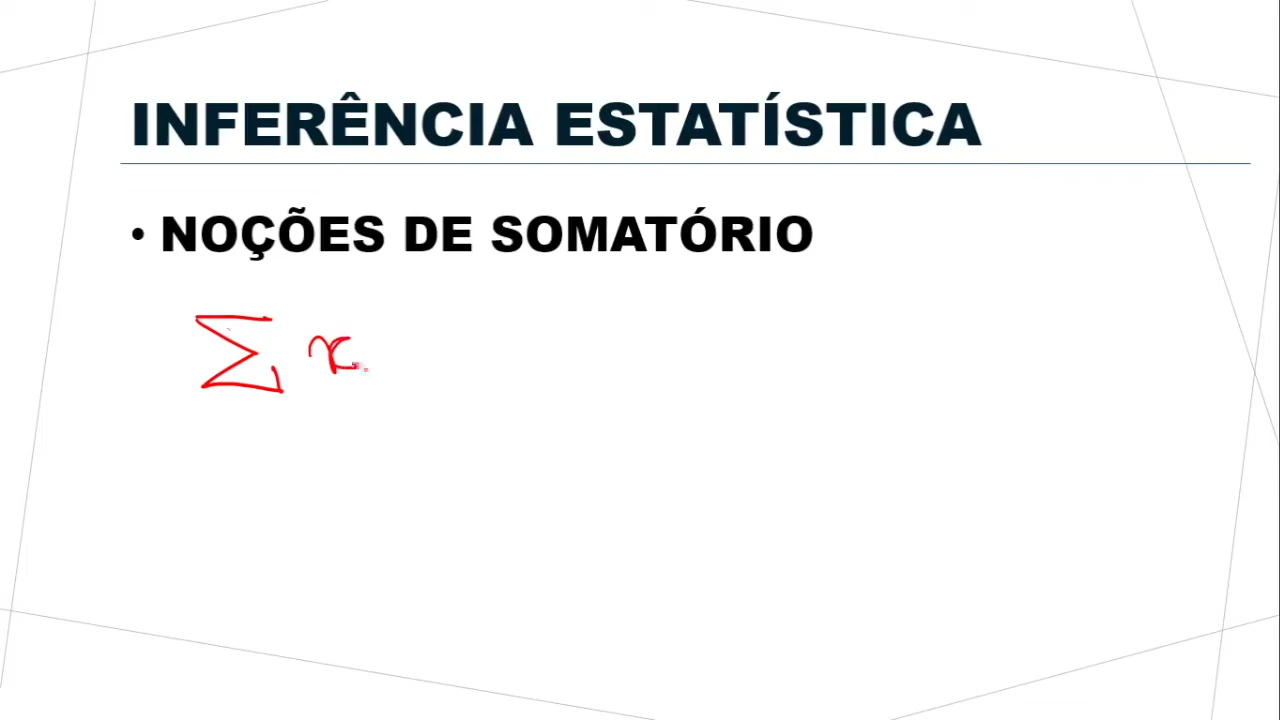 INFERÊNCIA ESTATÍSTICA
• NOÇÕES DE SOMATÓRIO
∑ x